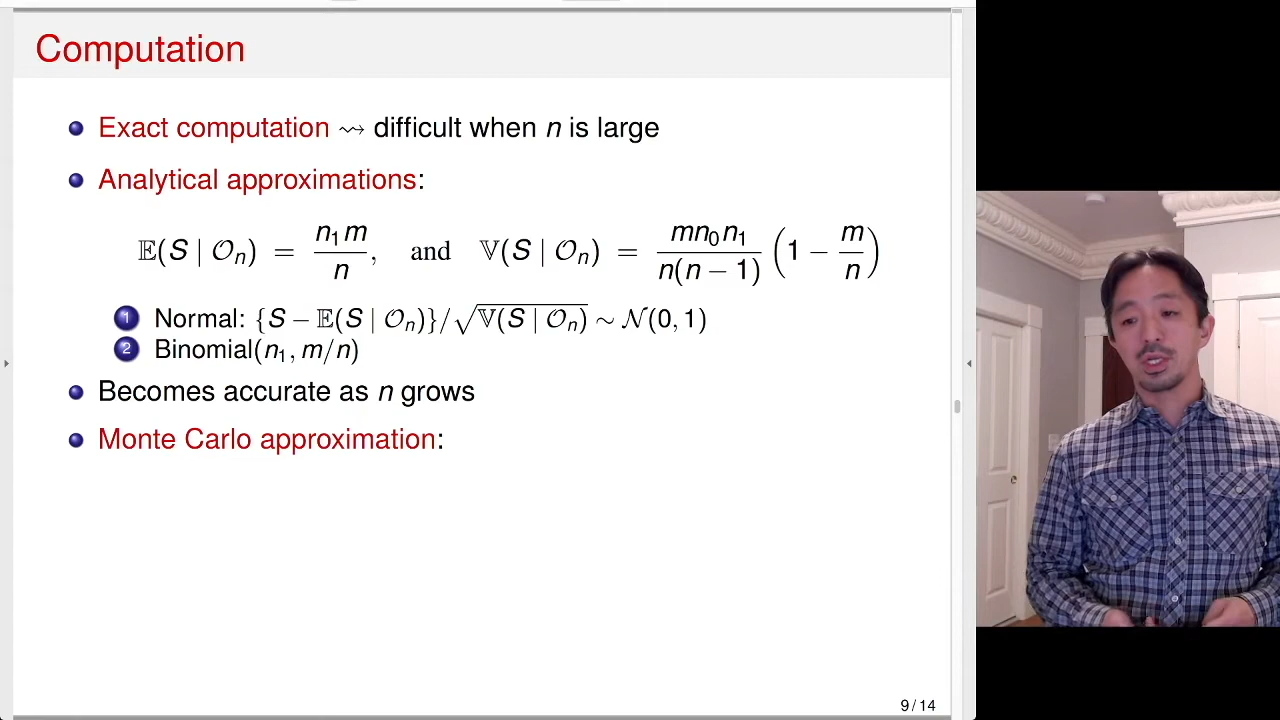 Computation
Exact computation ⇝ difficult when n is large
Analytical approximations:
𝔼(S | 𝒪ₙ) = n₁m/n, and 𝕍(S | 𝒪ₙ) = mn₀n₁/n(n − 1) (1 − m/n)
1 Normal: {S − 𝔼(S | 𝒪ₙ)}/√𝕍(S | 𝒪ₙ) ∼ 𝒩(0, 1)
2 Binomial(n₁, m/n)
Becomes accurate as n grows
Monte Carlo approximation:
9 / 14